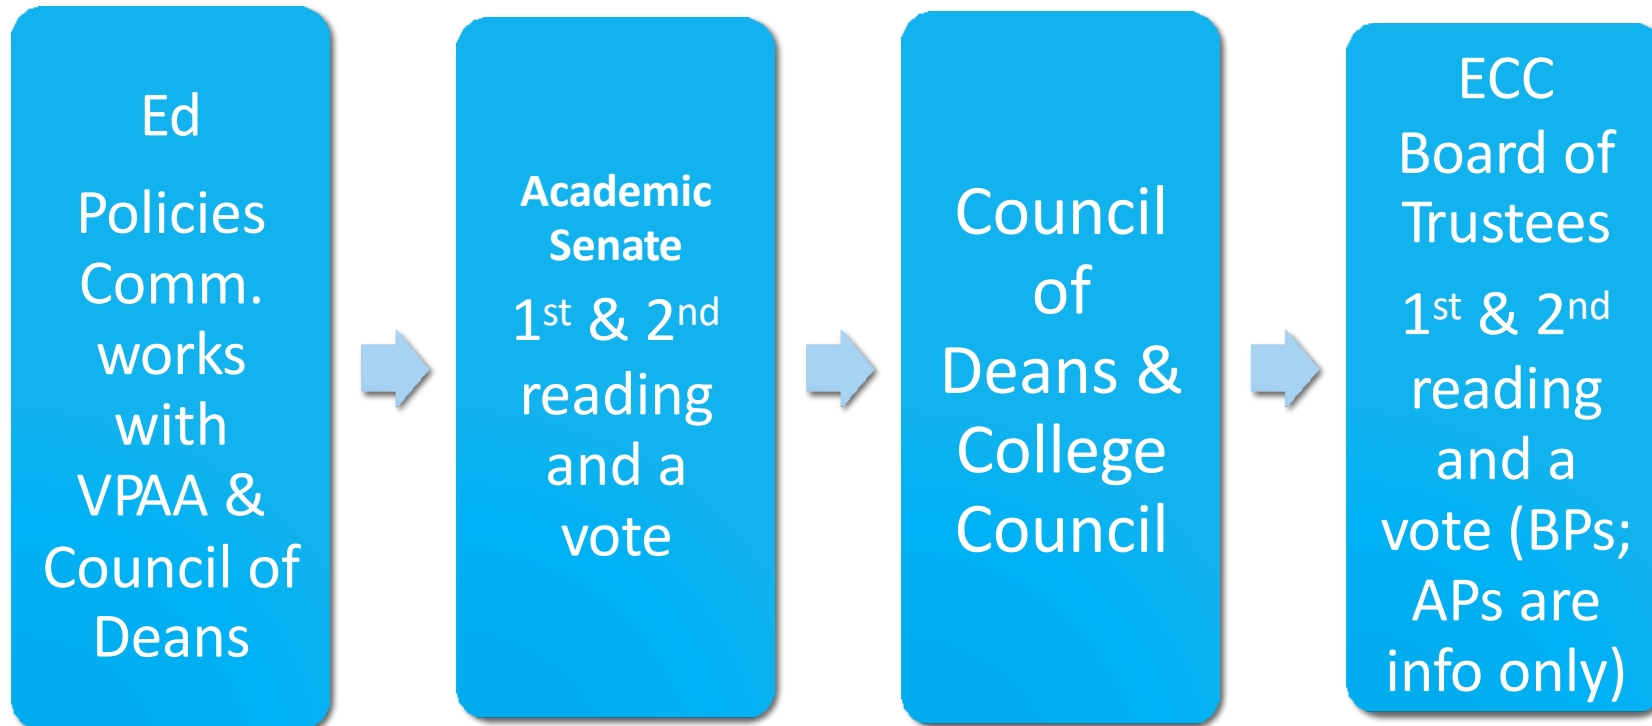 Ed
Policies
Comm.
works
with
VPAA &
Council of
Deans
Academic
Senate
1st & 2nd
reading
and a
vote
Council
of
Deans &
College
Council
ECC
Board of
Trustees
1st & 2nd
reading
and a
vote (BPs;
APs are
info only)